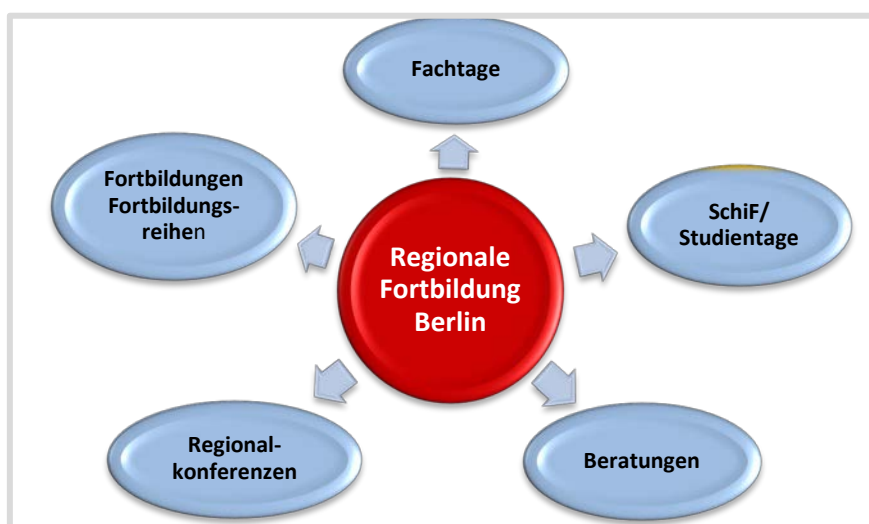 Fachtage
Fortbildungen
Fortbildungs-
reihen
SchiF/
Studientage
Regionale
Fortbildung
Berlin
Regional-
konferenzen
Beratungen